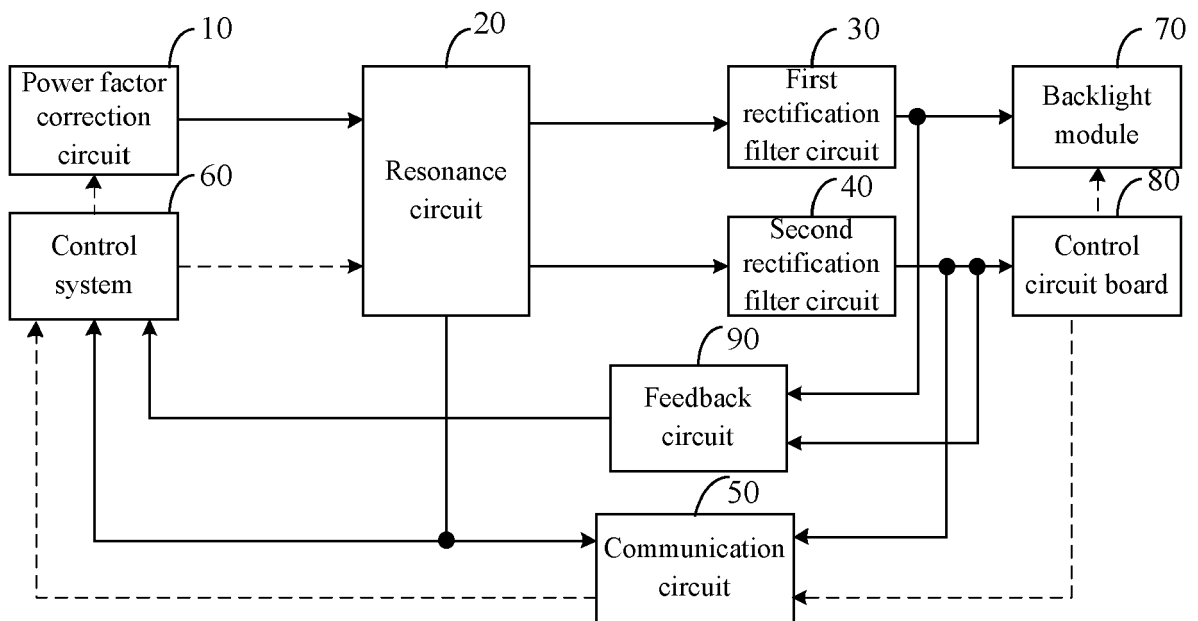 10
20
30
70
Power factor
correction
circuit
Resonance
circuit
First
rectification
filter circuit
Backlight
module
60
40
80
Control
system
Second
rectification
filter circuit
Control
circuit board
90
Feedback
circuit
50
Communication
circuit